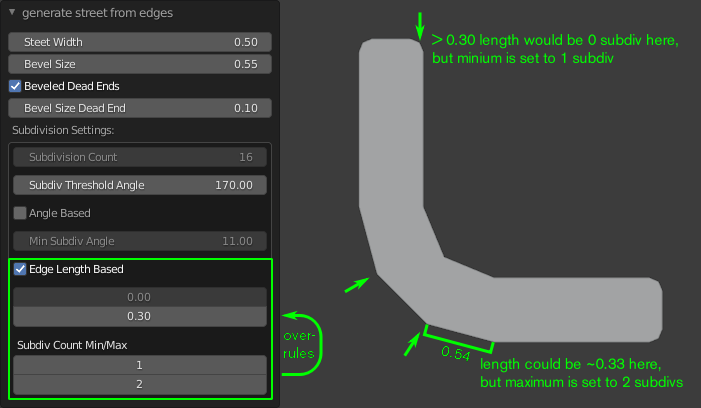 generate street from edges
Steet Width 0.50
Bevel Size 0.55
Beveled Dead Ends
Bevel Size Dead End 0.10
Subdivision Settings:
Subdivision Count 16
Subdiv Threshold Angle 170.00
Angle Based
Min Subdiv Angle 11.00
Edge Length Based
0.00
0.30
Subdiv Count Min/Max
1
2
over-
rules
> 0.30 length would be 0 subdiv here,
but minium is set to 1 subdiv
0.54
length could be ~0.33 here,
but maximum is set to 2 subdivs